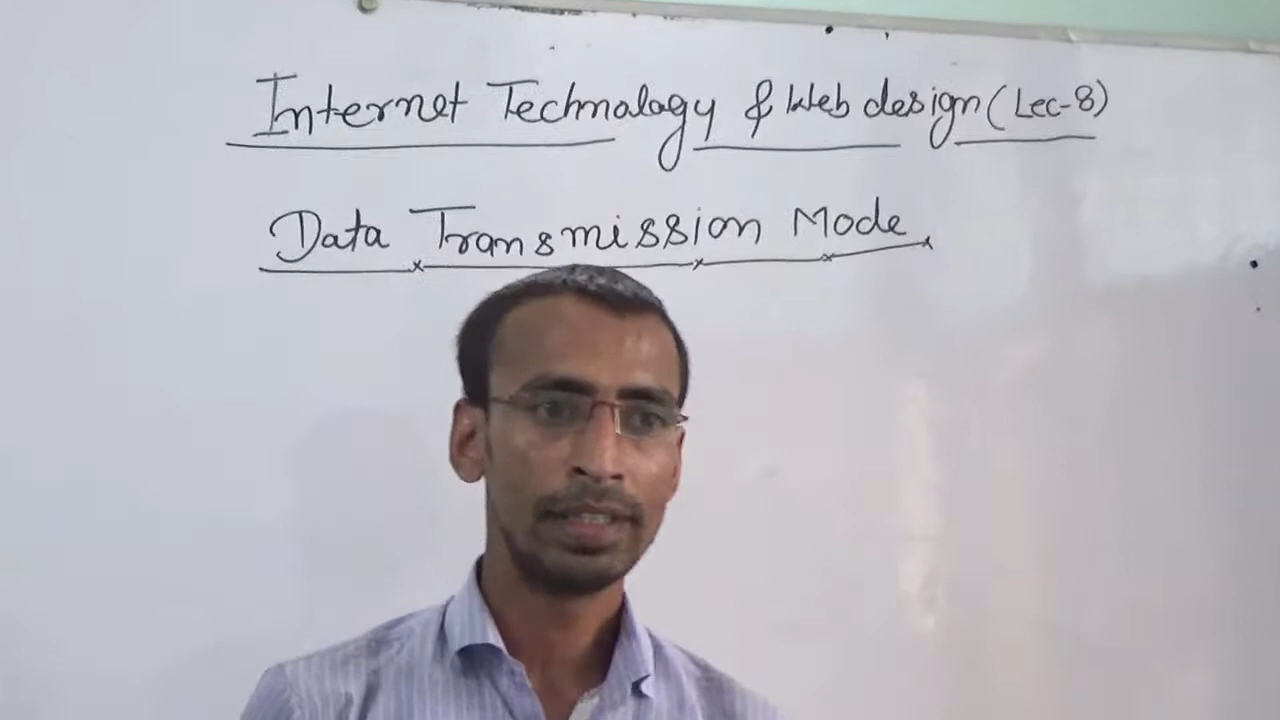 Internet Technology & Web design (Lec-8)
Data Transmission Mode